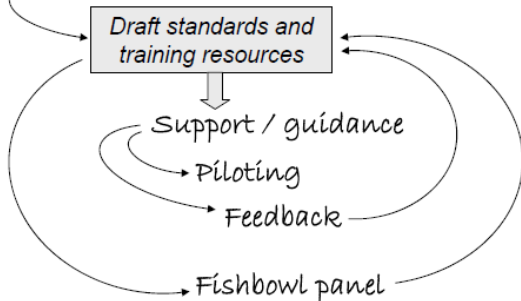 Draft standards and
training resources
Support / guidance
Piloting
Feedback
Fishbowl panel